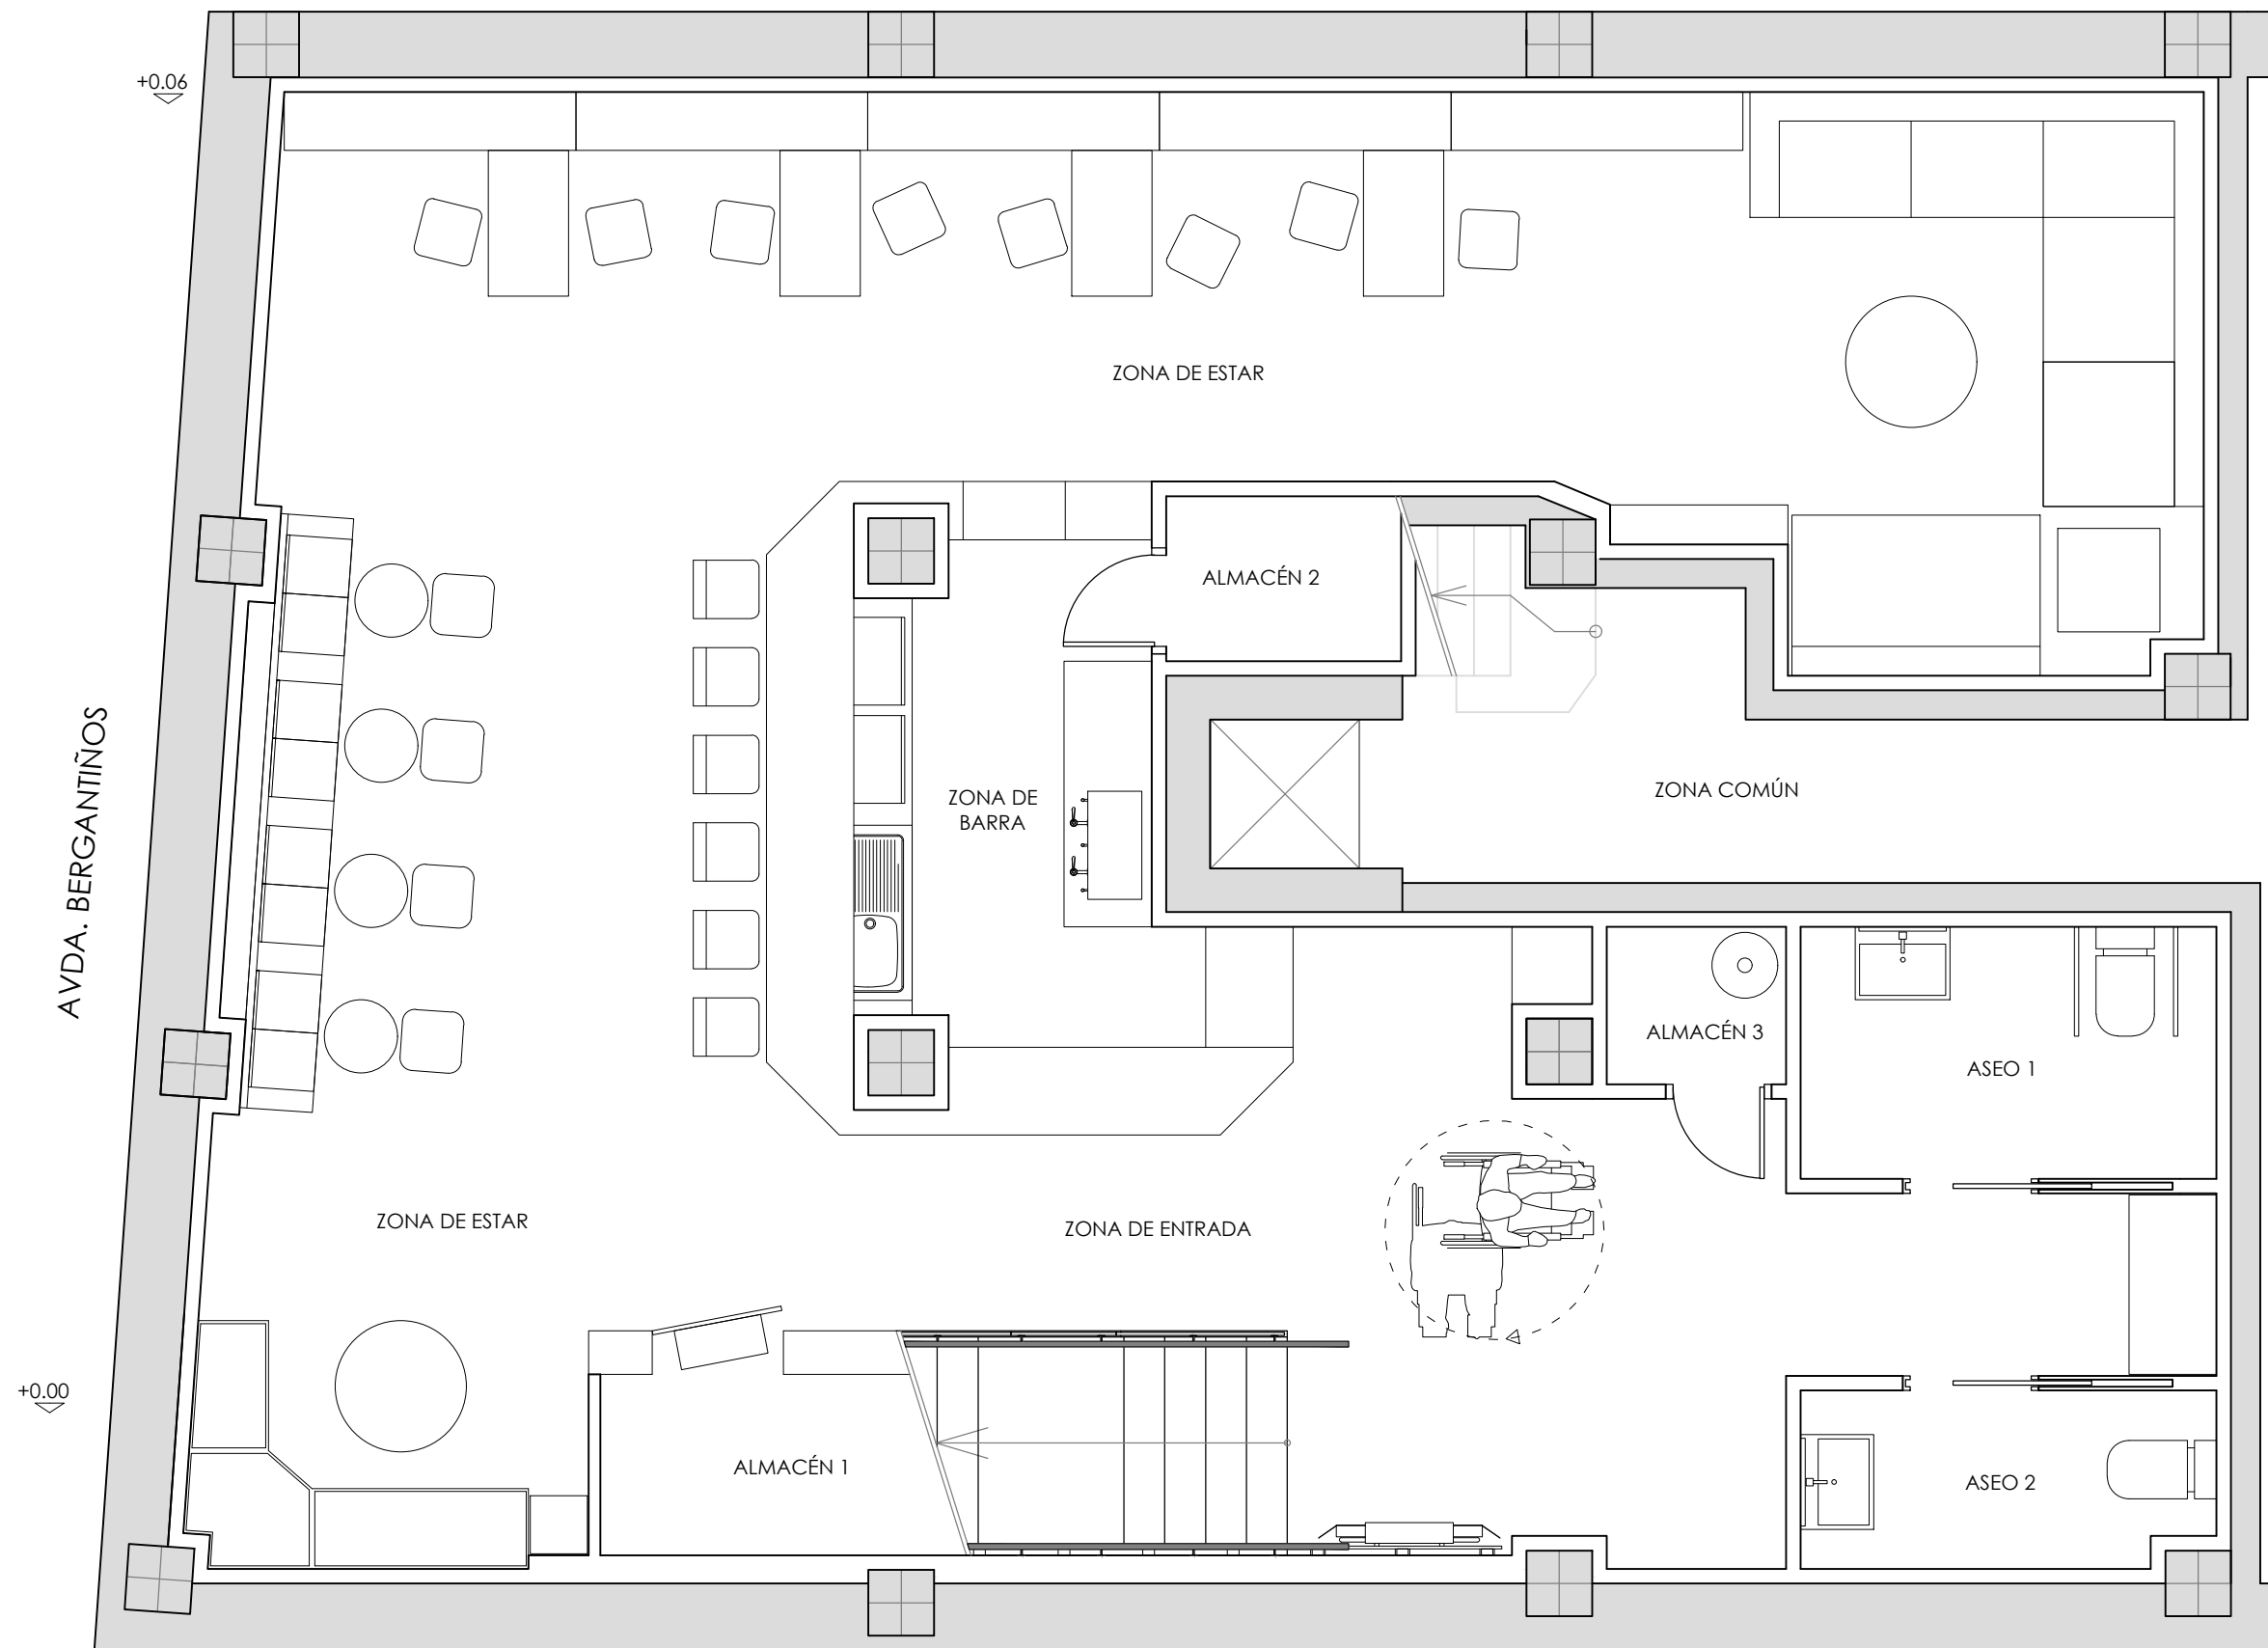 +0.06
ZONA DE ESTAR
ALMACÉN 2
AVDA. BERGANTIÑOS
ZONA DE
BARRA
ZONA COMÚN
ALMACÉN 3
ASEO 1
ZONA DE ESTAR
ZONA DE ENTRADA
+0.00
ALMACÉN 1
ASEO 2